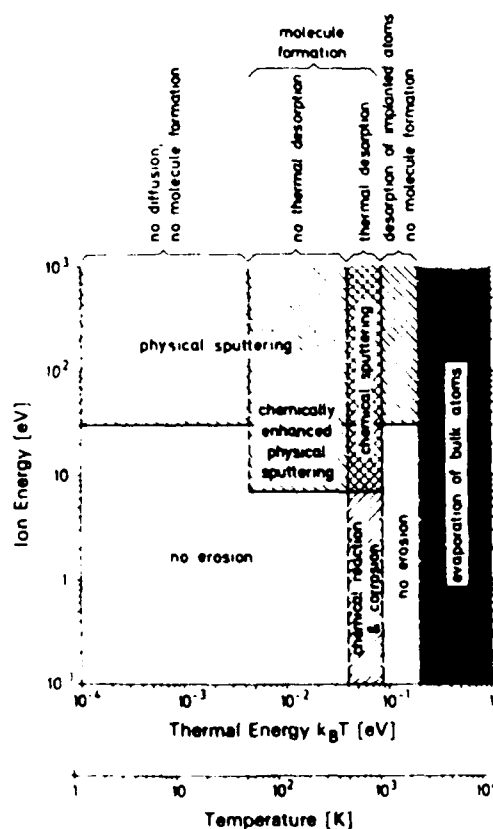 molecule
formation
no diffusion,
no molecule formation
no thermal desorption
thermal desorption
desorption of implanted atoms
no molecule formation
10³
10²
10
1
10⁻¹
Ion Energy [eV]
physical sputtering
chemically
enhanced
physical
sputtering
chemical sputtering
no erosion
chemical reaction
& corrosion
no erosion
evaporation of bulk atoms
10⁻⁴
10⁻³
10⁻²
10⁻¹
1
Thermal Energy k_BT [eV]
1
10
10²
10³
10⁴
Temperature [K]